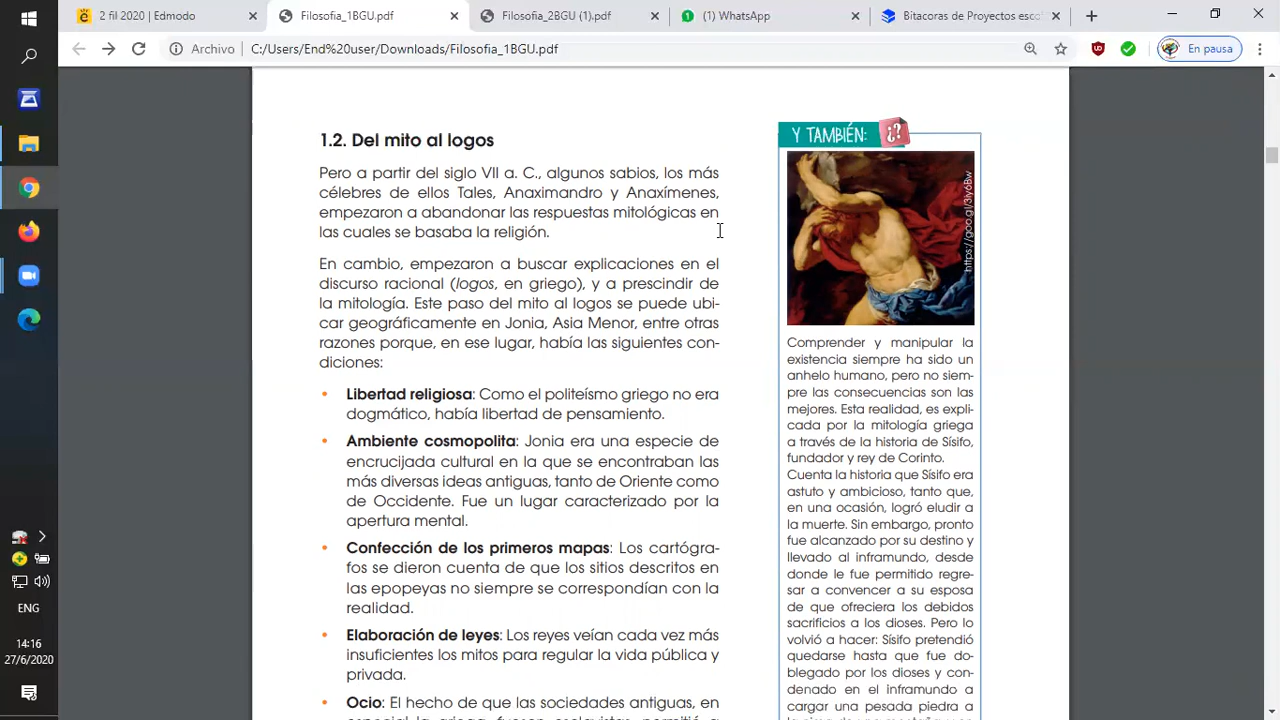 2 fil 2020 | Edmodo
Filosofia_1BGU.pdf
Filosofia_2BGU (1).pdf
(1) WhatsApp
Bitacoras de Proyectos escol
Archivo
C:/Users/End%20user/Downloads/Filosofia_1BGU.pdf
En pausa
1.2. Del mito al logos
Pero a partir del siglo VII a. C., algunos sabios, los más
célebres de ellos Tales, Anaximandro y Anaxímenes,
empezaron a abandonar las respuestas mitológicas en
las cuales se basaba la religión.
En cambio, empezaron a buscar explicaciones en el
discurso racional (logos, en griego), y a prescindir de
la mitología. Este paso del mito al logos se puede ubi-
car geográficamente en Jonia, Asia Menor, entre otras
razones porque, en ese lugar, había las siguientes con-
diciones:
• Libertad religiosa: Como el politeísmo griego no era
dogmático, había libertad de pensamiento.
• Ambiente cosmopolita: Jonia era una especie de
encrucijada cultural en la que se encontraban las
más diversas ideas antiguas, tanto de Oriente como
de Occidente. Fue un lugar caracterizado por la
apertura mental.
• Confección de los primeros mapas: Los cartógra-
fos se dieron cuenta de que los sitios descritos en
las epopeyas no siempre se correspondían con la
realidad.
• Elaboración de leyes: Los reyes veían cada vez más
insuficientes los mitos para regular la vida pública y
privada.
• Ocio: El hecho de que las sociedades antiguas, en
Y TAMBIÉN: ¿?
https://goo.gl/3iy6Bw
Comprender y manipular la
existencia siempre ha sido un
anhelo humano, pero no siem-
pre las consecuencias son las
mejores. Esta realidad, es expli-
cada por la mitología griega
a través de la historia de Sísifo,
fundador y rey de Corinto.
Cuenta la historia que Sísifo era
astuto y ambicioso, tanto que,
en una ocasión, logró eludir a
la muerte. Sin embargo, pronto
fue alcanzado por su destino y
llevado al inframundo, desde
donde le fue permitido regre-
sar a convencer a su esposa
de que ofreciera los debidos
sacrificios a los dioses. Pero lo
volvió a hacer: Sísifo pretendió
quedarse hasta que fue do-
blegado por los dioses y con-
denado en el inframundo a
cargar una pesada piedra a
ENG
14:16
27/6/2020